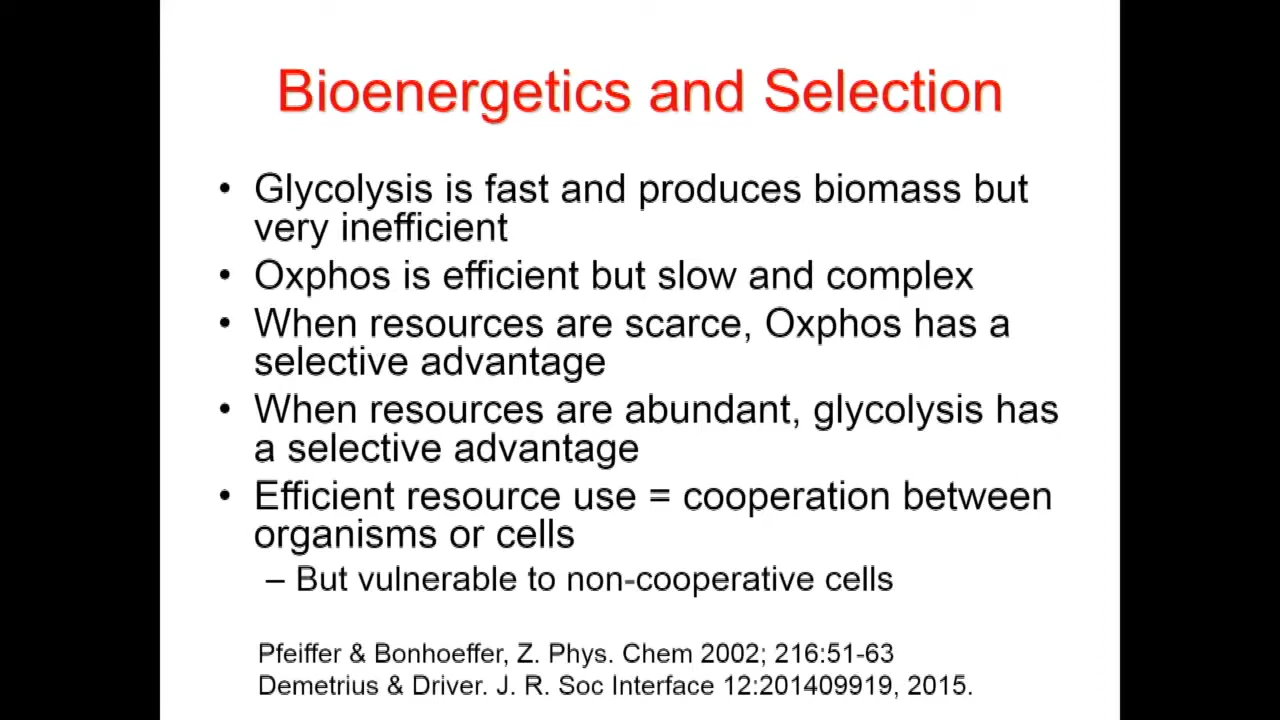 Bioenergetics and Selection
• Glycolysis is fast and produces biomass but
very inefficient
• Oxphos is efficient but slow and complex
• When resources are scarce, Oxphos has a
selective advantage
• When resources are abundant, glycolysis has
a selective advantage
• Efficient resource use = cooperation between
organisms or cells
– But vulnerable to non-cooperative cells
Pfeiffer & Bonhoeffer, Z. Phys. Chem 2002; 216:51-63
Demetrius & Driver. J. R. Soc Interface 12:201409919, 2015.